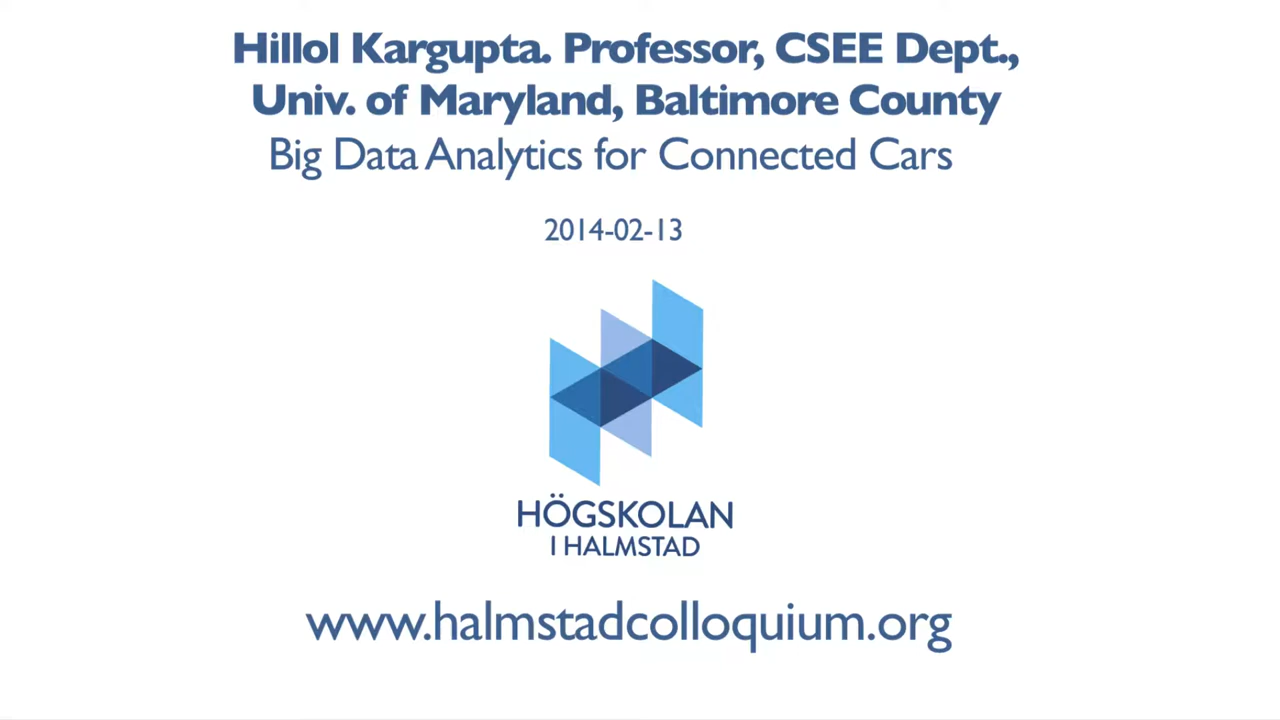 Hillol Kargupta. Professor, CSEE Dept.,
Univ. of Maryland, Baltimore County
Big Data Analytics for Connected Cars
2014-02-13
HÖGSKOLAN
I HALMSTAD
www.halmstadcolloquium.org